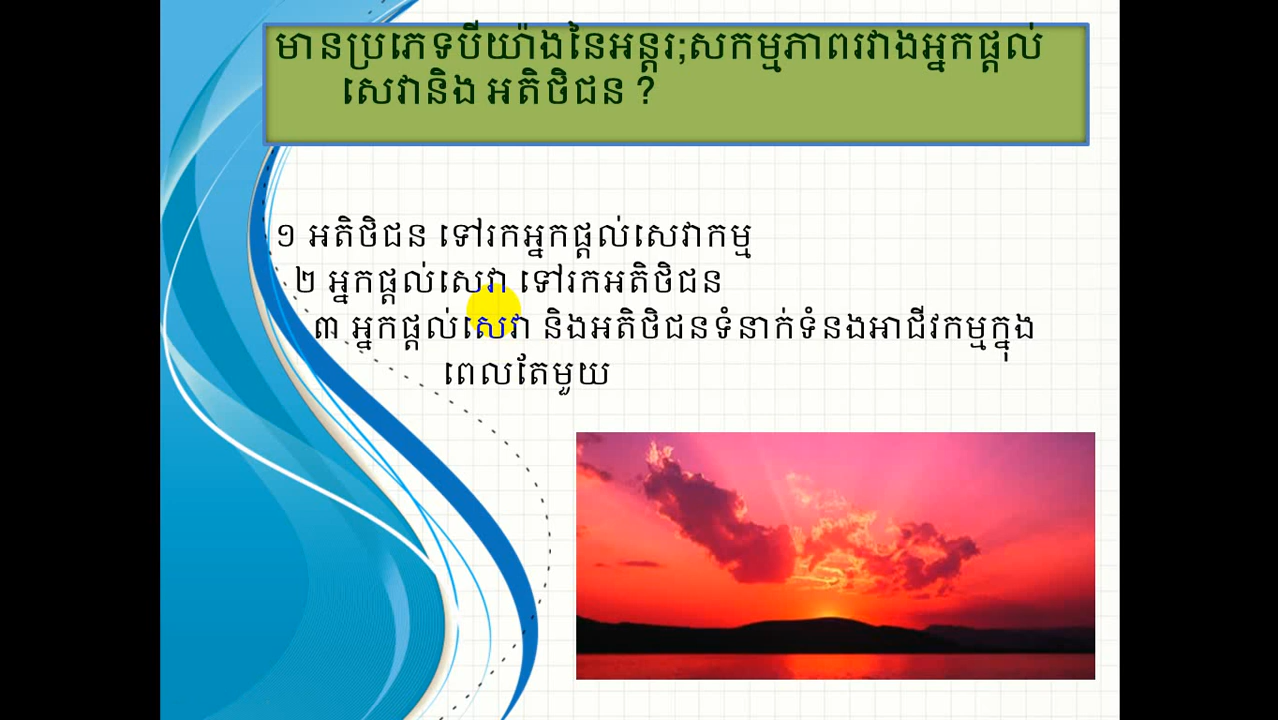 មានប្រភេទបីយ៉ាងនៃអន្តរ;សកម្មភាពរវាងអ្នកផ្តល់
សេវានិង អតិថិជន ?
១ អតិថិជន ទៅរកអ្នកផ្តល់សេវាកម្ម
២ អ្នកផ្តល់សេវា ទៅរកអតិថិជន
៣ អ្នកផ្តល់សេវា និងអតិថិជនទំនាក់ទំនងអាជីវកម្មក្នុង
ពេលតែមួយ